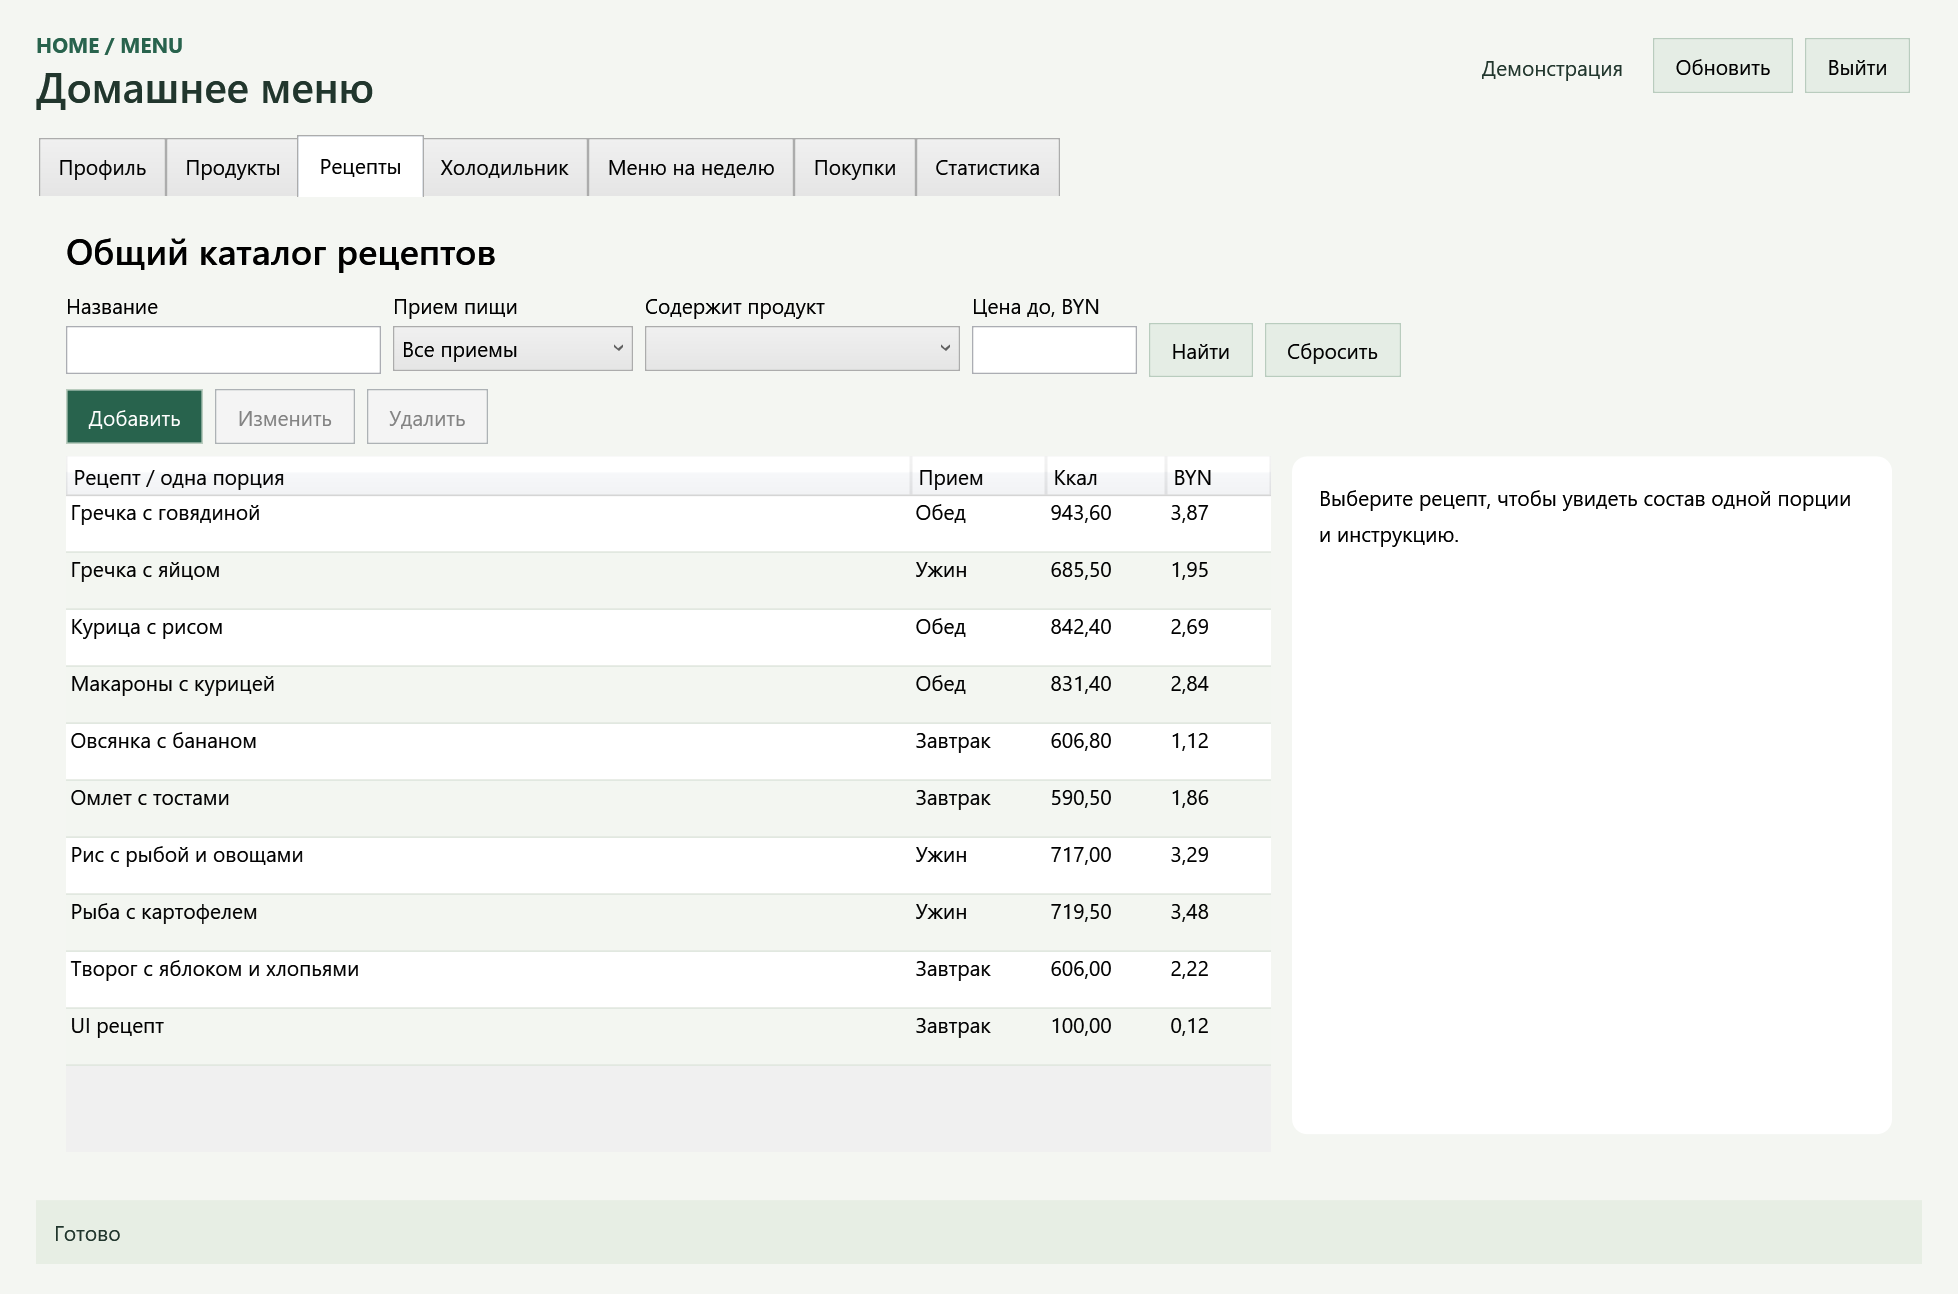 HOME / MENU
Домашнее меню
Демонстрация Обновить Выйти
Профиль Продукты Рецепты Холодильник Меню на неделю Покупки Статистика
Общий каталог рецептов
Название Прием пищи Содержит продукт Цена до, BYN
Все приемы Найти Сбросить
Добавить Изменить Удалить
Рецепт / одна порция Прием Ккал BYN
Гречка с говядиной Обед 943,60 3,87
Гречка с яйцом Ужин 685,50 1,95
Курица с рисом Обед 842,40 2,69
Макароны с курицей Обед 831,40 2,84
Овсянка с бананом Завтрак 606,80 1,12
Омлет с тостами Завтрак 590,50 1,86
Рис с рыбой и овощами Ужин 717,00 3,29
Рыба с картофелем Ужин 719,50 3,48
Творог с яблоком и хлопьями Завтрак 606,00 2,22
UI рецепт Завтрак 100,00 0,12
Выберите рецепт, чтобы увидеть состав одной порции
и инструкцию.
Готово